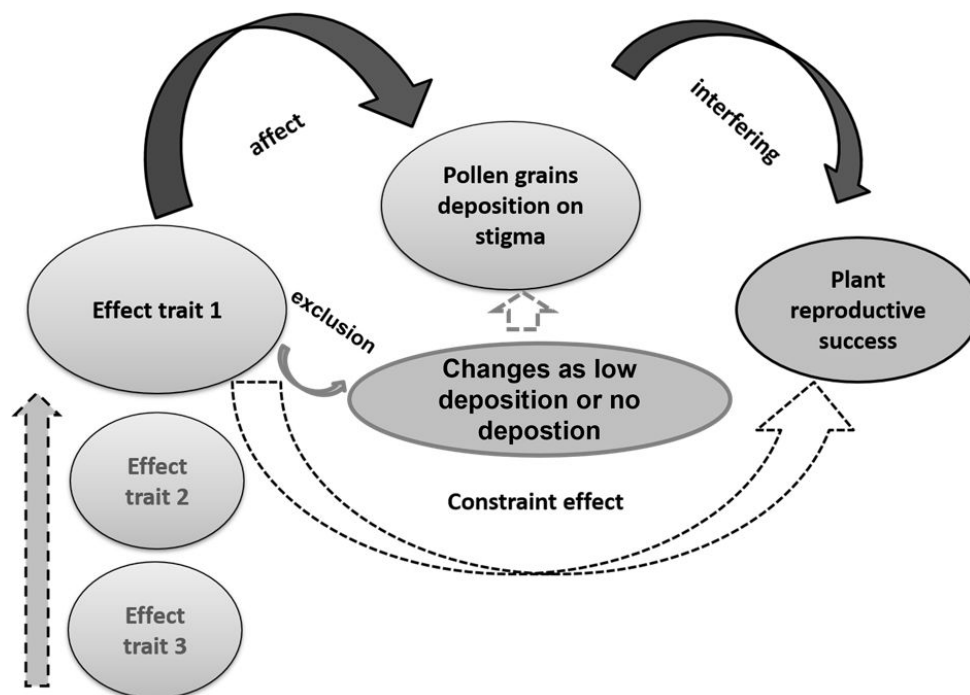 affect
interfering
Pollen grains
deposition on
stigma
Effect trait 1
exclusion
Plant
reproductive
success
Changes as low
deposition or no
depostion
Effect
trait 2
Constraint effect
Effect
trait 3